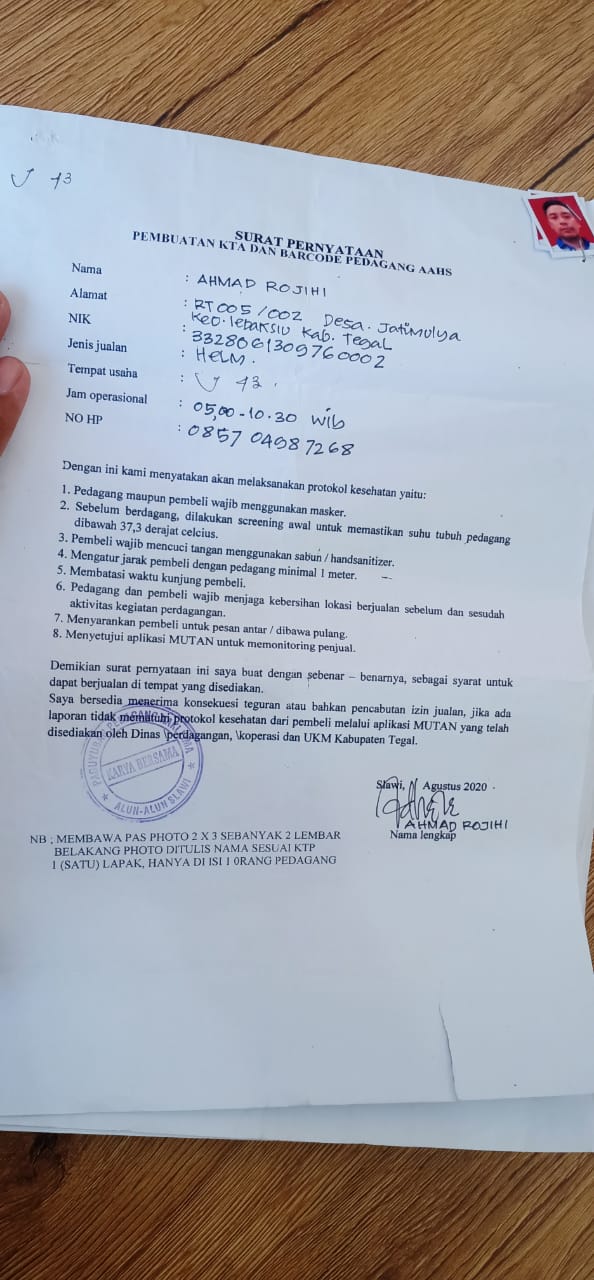 V 43
SURAT PERNYATAAN
PEMBUATAN KTA DAN BARCODE PEDAGANG AAHS
Nama : AHMAD ROJIHI
Alamat : RT 005 / 002 Desa. Jatimulya
Kec. lebaksiu Kab. Tegal
NIK : 3328061309760002
Jenis jualan : HeLM.
Tempat usaha : V 43.
Jam operasional : 05,00 - 10.30 wib
NO HP : 0857 0498 7268
Dengan ini kami menyatakan akan melaksanakan protokol kesehatan yaitu:
1. Pedagang maupun pembeli wajib menggunakan masker.
2. Sebelum berdagang, dilakukan screening awal untuk memastikan suhu tubuh pedagang
dibawah 37,3 derajat celcius.
3. Pembeli wajib mencuci tangan menggunakan sabun / handsanitizer.
4. Mengatur jarak pembeli dengan pedagang minimal 1 meter.
5. Membatasi waktu kunjung pembeli.
6. Pedagang dan pembeli wajib menjaga kebersihan lokasi berjualan sebelum dan sesudah
aktivitas kegiatan perdagangan.
7. Menyarankan pembeli untuk pesan antar / dibawa pulang.
8. Menyetujui aplikasi MUTAN untuk memonitoring penjual.
Demikian surat pernyataan ini saya buat dengan sebenar – benarnya, sebagai syarat untuk
dapat berjualan di tempat yang disediakan.
Saya bersedia menerima konsekuesi teguran atau bahkan pencabutan izin jualan, jika ada
laporan tidak mematuhi protokol kesehatan dari pembeli melalui aplikasi MUTAN yang telah
disediakan oleh Dinas \perdagangan, \koperasi dan UKM Kabupaten Tegal.
KARYA BERSAMA
ALUN-ALUN SLAWI
Slawi, Agustus 2020
AHMAD ROJIHI
Nama lengkap
NB ; MEMBAWA PAS PHOTO 2 X 3 SEBANYAK 2 LEMBAR
BELAKANG PHOTO DITULIS NAMA SESUAI KTP
1 (SATU) LAPAK, HANYA DI ISI 1 0RANG PEDAGANG